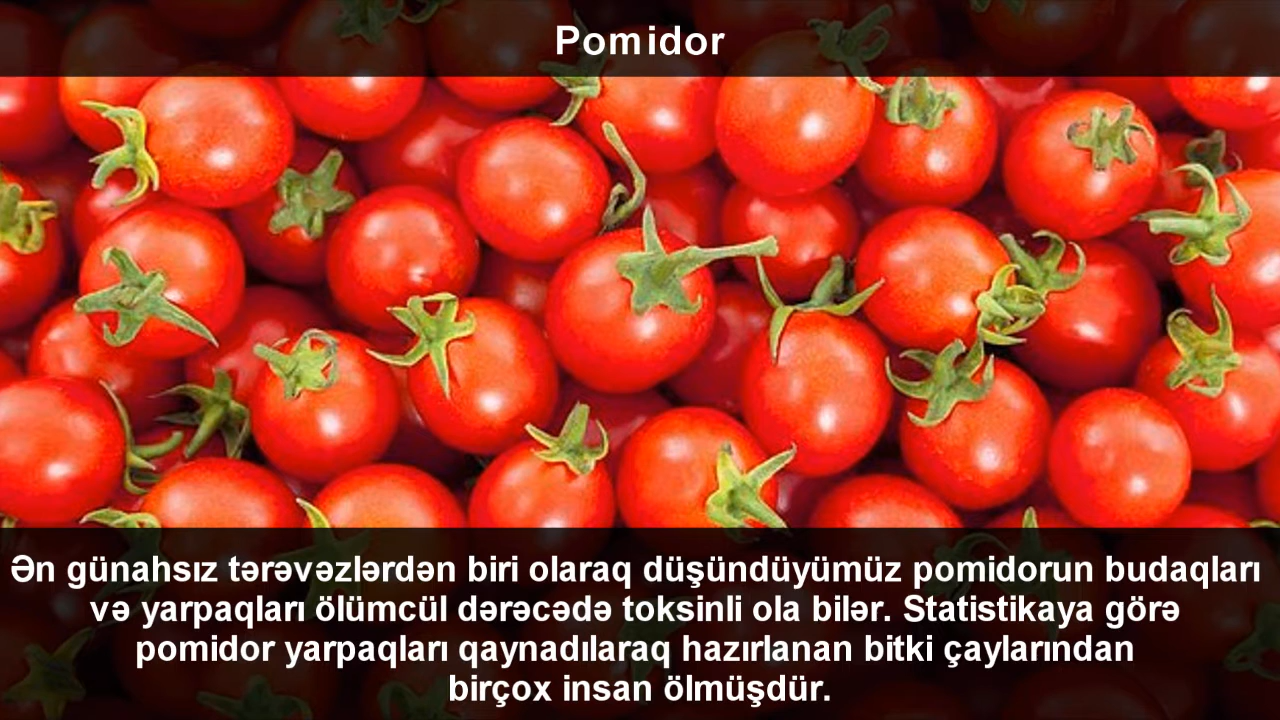 Pomidor
Ən günahsız tərəvəzlərdən biri olaraq düşündüyümüz pomidorun budaqları
və yarpaqları ölümcül dərəcədə toksinli ola bilər. Statistikaya görə
pomidor yarpaqları qaynadılaraq hazırlanan bitki çaylarından
birçox insan ölmüşdür.